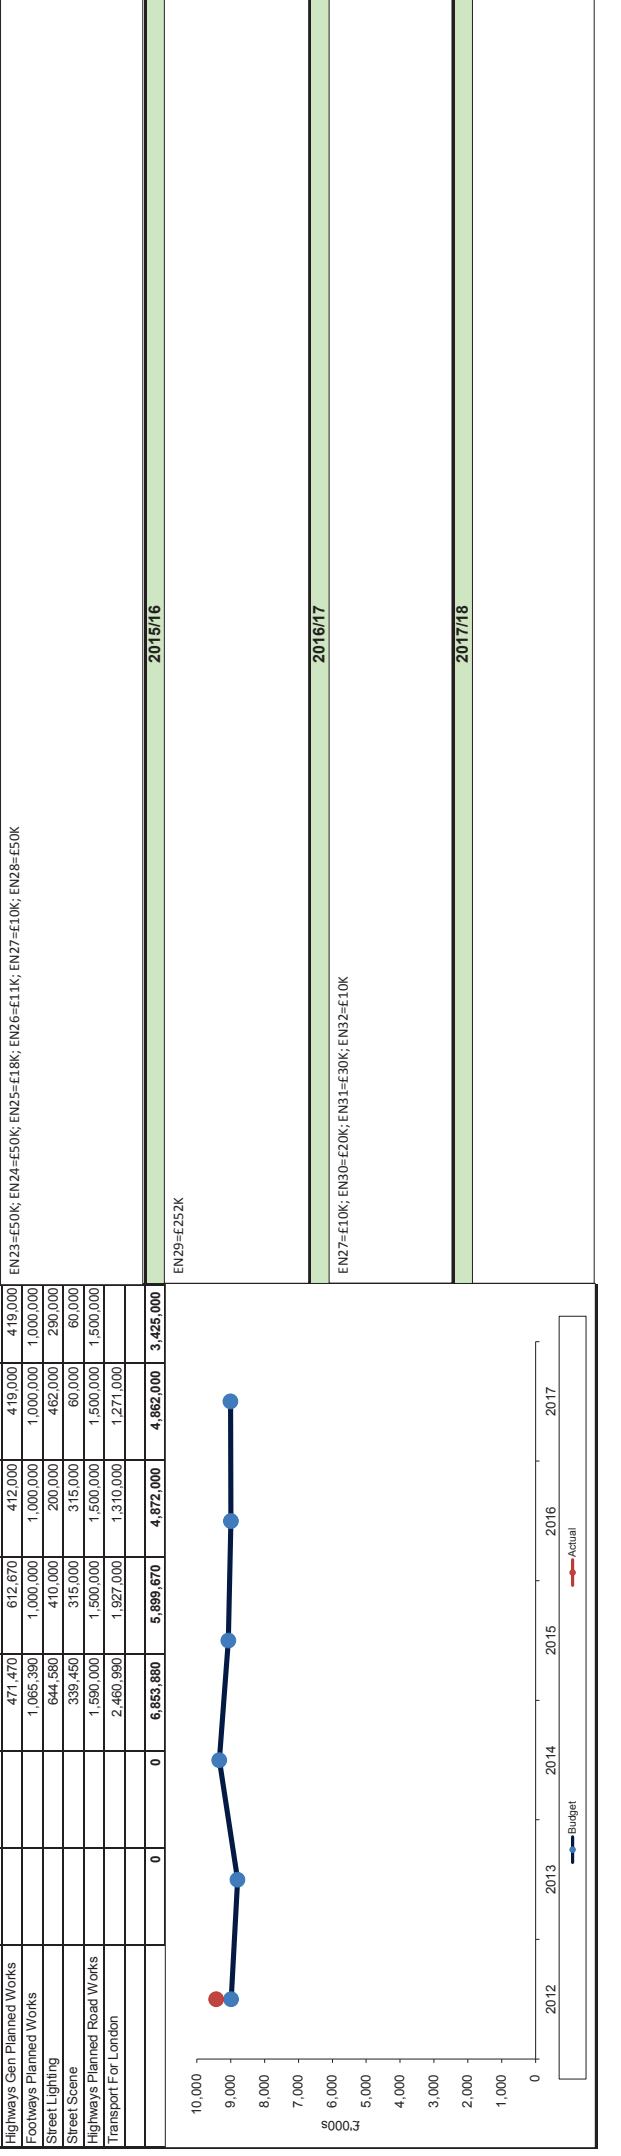 Highways Gen Planned Works 471,470 612,670 412,000 419,000 419,000
Footways Planned Works 1,065,390 1,000,000 1,000,000 1,000,000 1,000,000
Street Lighting 644,580 410,000 200,000 462,000 290,000
Street Scene 339,450 315,000 315,000 60,000 60,000
Highways Planned Road Works 1,590,000 1,500,000 1,500,000 1,500,000 1,500,000
Transport For London 2,460,990 1,927,000 1,310,000 1,271,000
0 0 6,853,880 5,899,670 4,872,000 4,862,000 3,425,000
10,000
9,000
8,000
7,000
6,000
5,000
4,000
3,000
2,000
1,000
0
£'000s
2012 2013 2014 2015 2016 2017
Budget Actual
EN23=£50K; EN24=£50K; EN25=£18K; EN26=£11K; EN27=£10K; EN28=£50K
2015/16
EN29=£252K
2016/17
EN27=£10K; EN30=£20K; EN31=£30K; EN32=£10K
2017/18